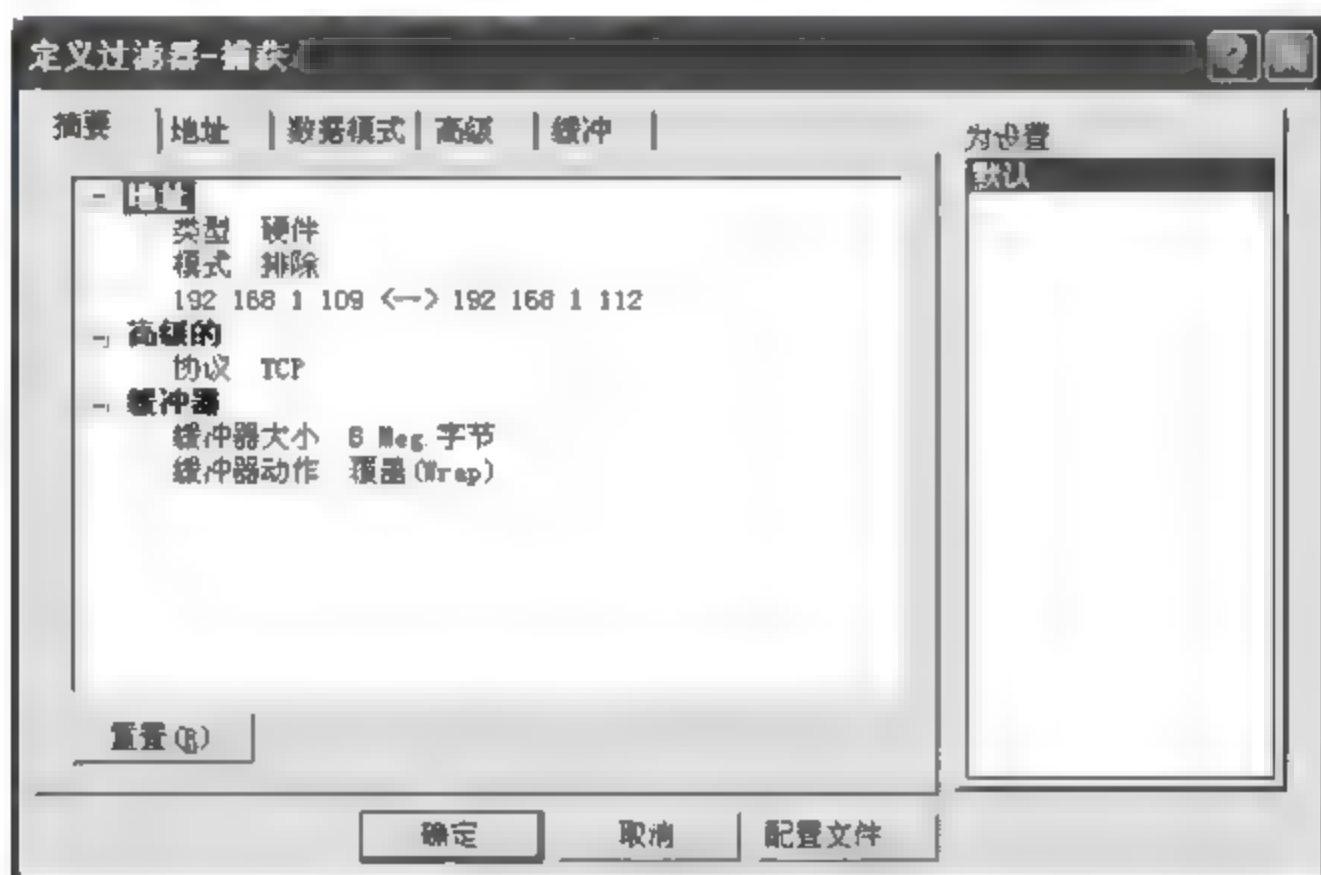 定义过滤器-捕获
摘要 地址 数据模式 高级 缓冲
为设置
默认
- 地址
类型 硬件
模式 排除
192 168 1 109 <--> 192 168 1 112
- 高级的
协议 TCP
- 缓冲器
缓冲器大小 8 Meg 字节
缓冲器动作 覆盖(Wrap)
重置(R)
确定 取消 配置文件